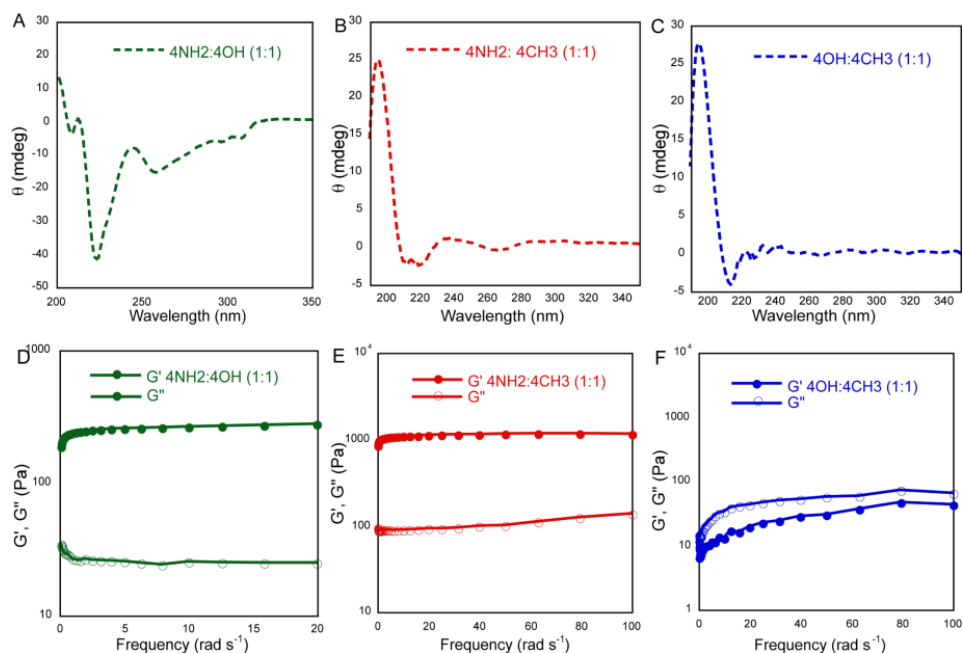 A
30
20
10
0
-10
-20
-30
-40
-50
θ (mdeg)
4NH2:4OH (1:1)
200
250
300
350
Wavelength (nm)
B
30
25
20
15
10
5
0
-5
θ (mdeg)
4NH2: 4CH3 (1:1)
200 220 240 260 280 300 320 340
Wavelength (nm)
C
30
25
20
15
10
5
0
-5
θ (mdeg)
4OH:4CH3 (1:1)
200 220 240 260 280 300 320 340
Wavelength (nm)
D
1000
100
10
G', G" (Pa)
G' 4NH2:4OH (1:1)
G"
0 5 10 15 20
Frequency (rad s-1)
E
10 4
1000
100
10
G', G" (Pa)
G' 4NH2:4CH3 (1:1)
G"
0 20 40 60 80 100
Frequency (rad s-1)
F
10 4
1000
100
10
1
G', G" (Pa)
G' 4OH:4CH3 (1:1)
G"
0 20 40 60 80 100
Frequency (rad s-1)